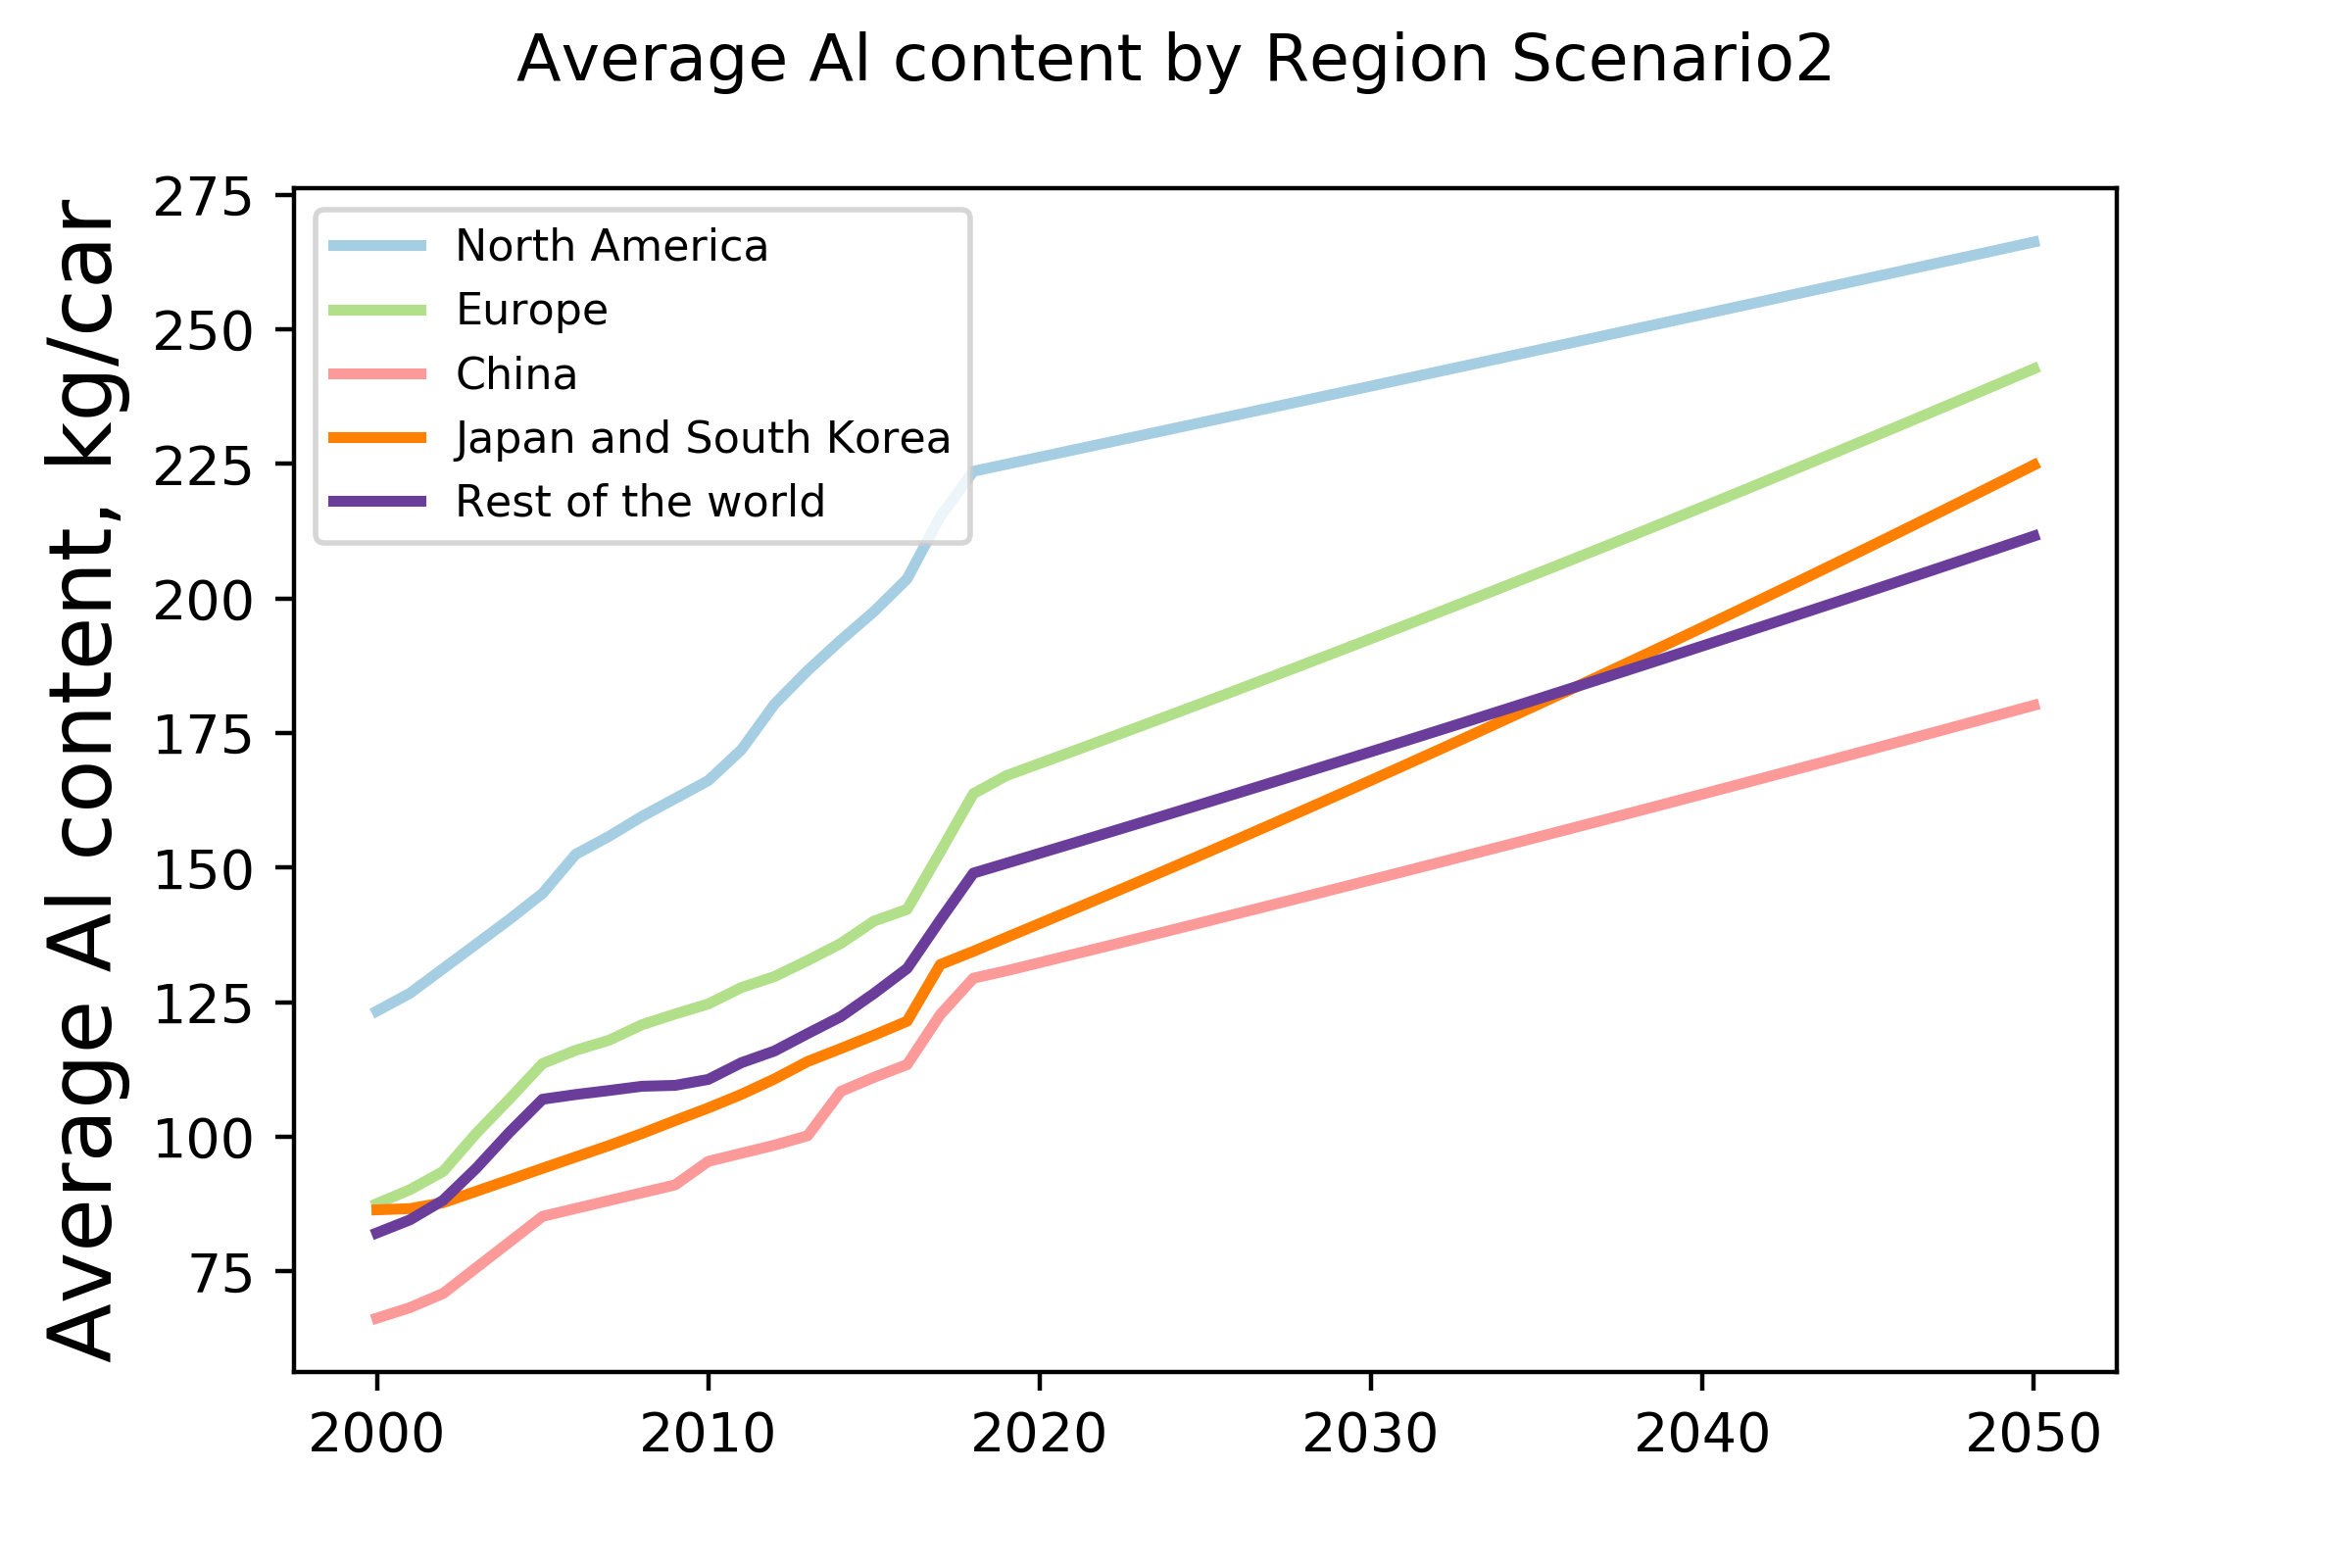 Average Al content by Region Scenario2
Average Al content, kg/car
275
250
225
200
175
150
125
100
75
North America
Europe
China
Japan and South Korea
Rest of the world
2000 2010 2020 2030 2040 2050